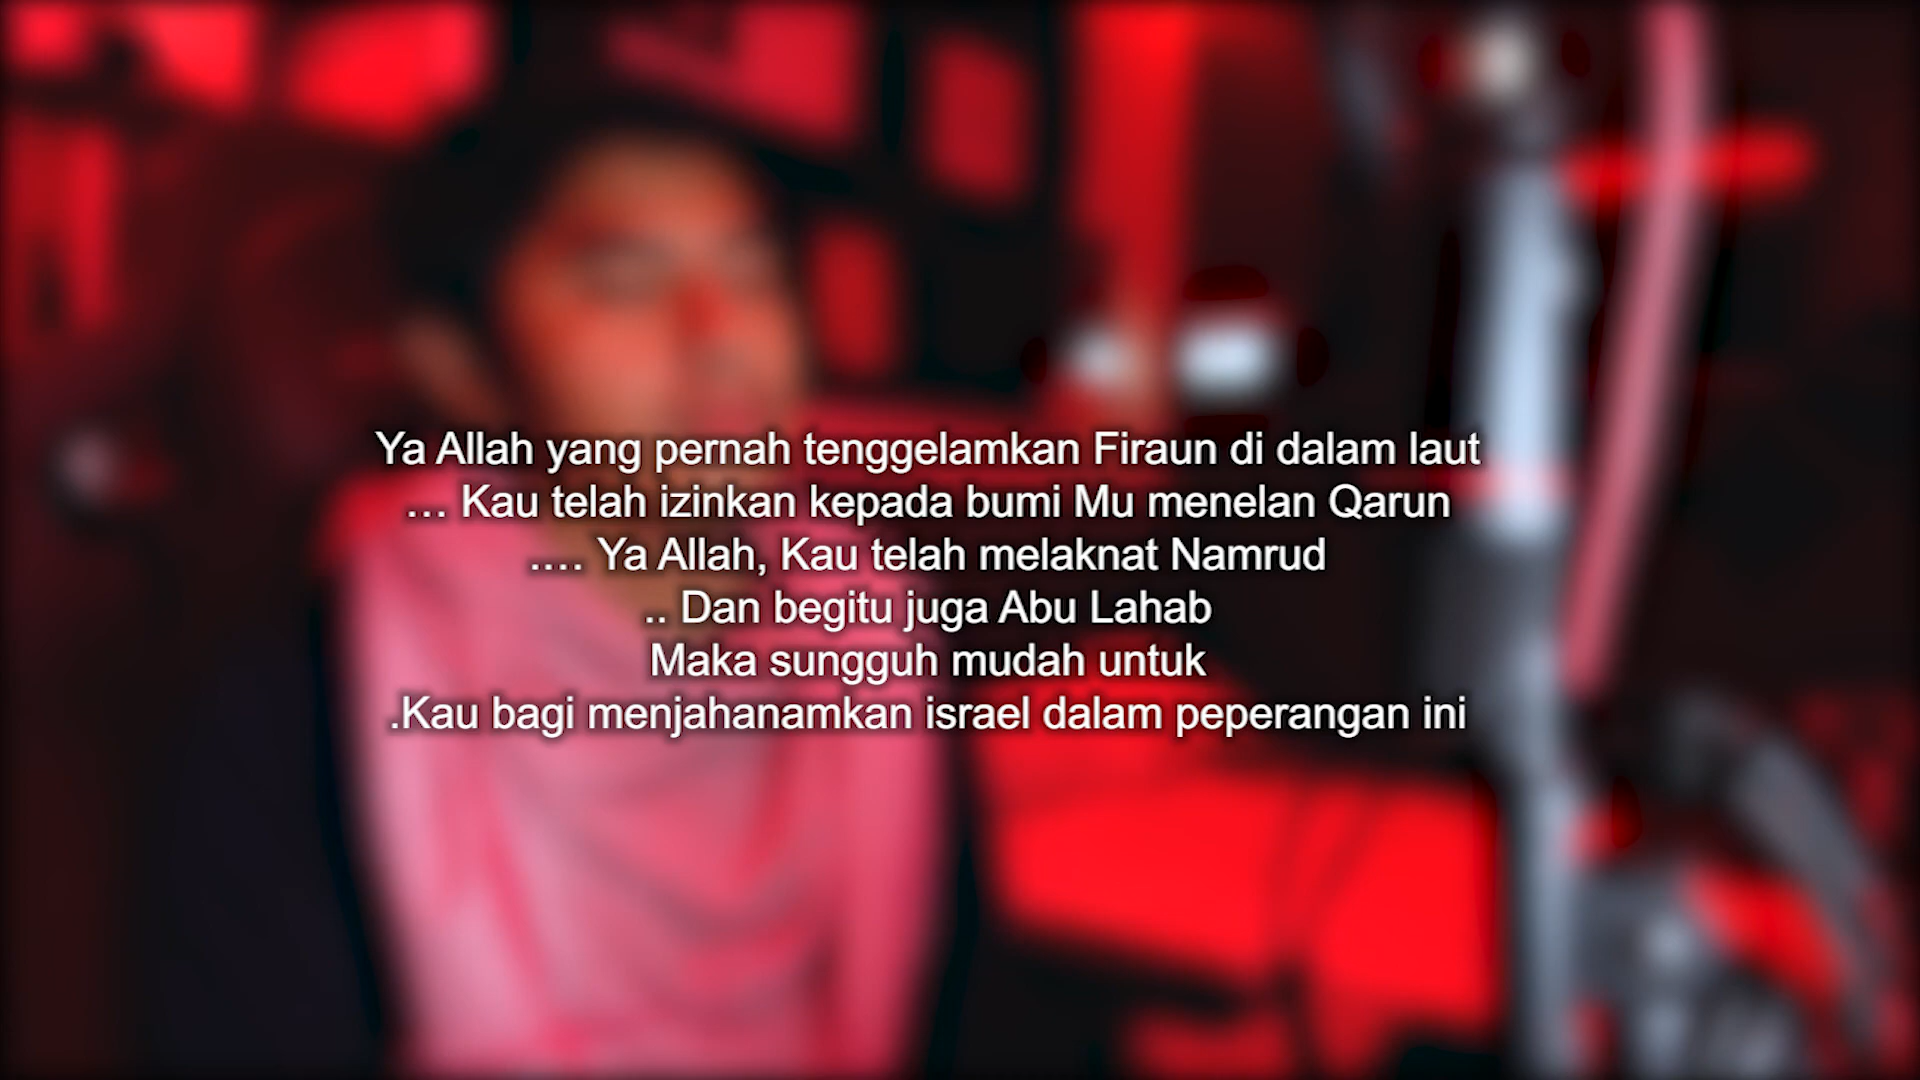 Ya Allah yang pernah tenggelamkan Firaun di dalam laut
... Kau telah izinkan kepada bumi Mu menelan Qarun
.... Ya Allah, Kau telah melaknat Namrud
.. Dan begitu juga Abu Lahab
Maka sungguh mudah untuk
.Kau bagi menjahanamkan israel dalam peperangan ini